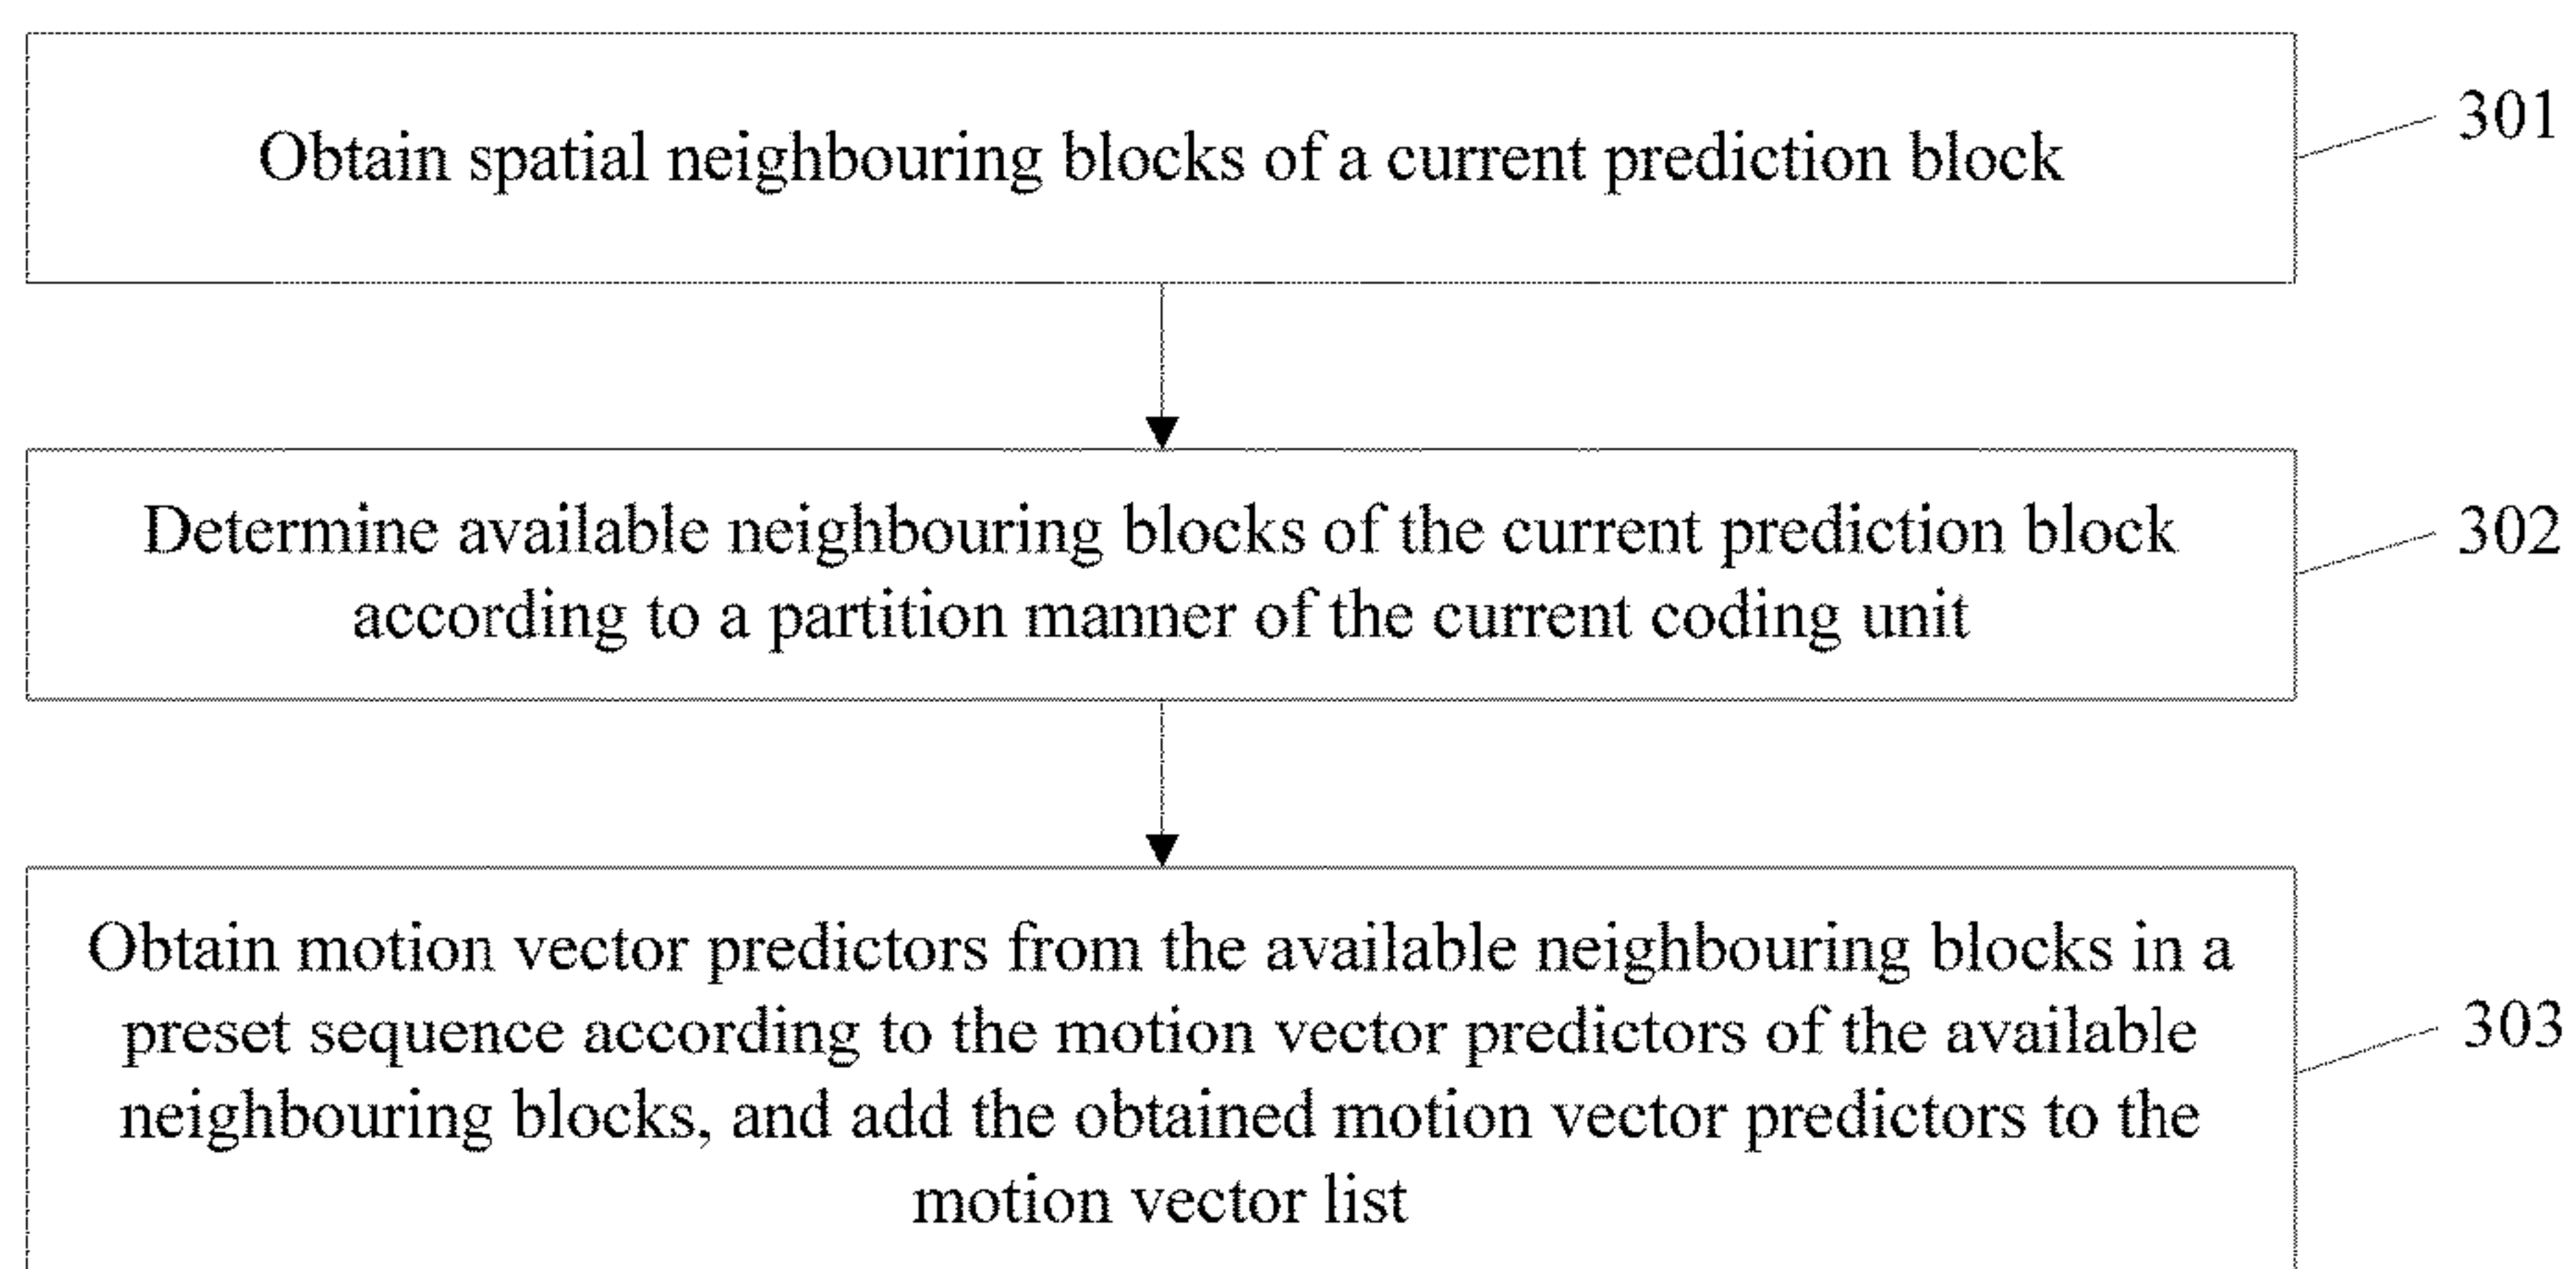 Obtain spatial neighbouring blocks of a current prediction block
301
Determine available neighbouring blocks of the current prediction block
according to a partition manner of the current coding unit
302
Obtain motion vector predictors from the available neighbouring blocks in a
preset sequence according to the motion vector predictors of the available
neighbouring blocks, and add the obtained motion vector predictors to the
motion vector list
303